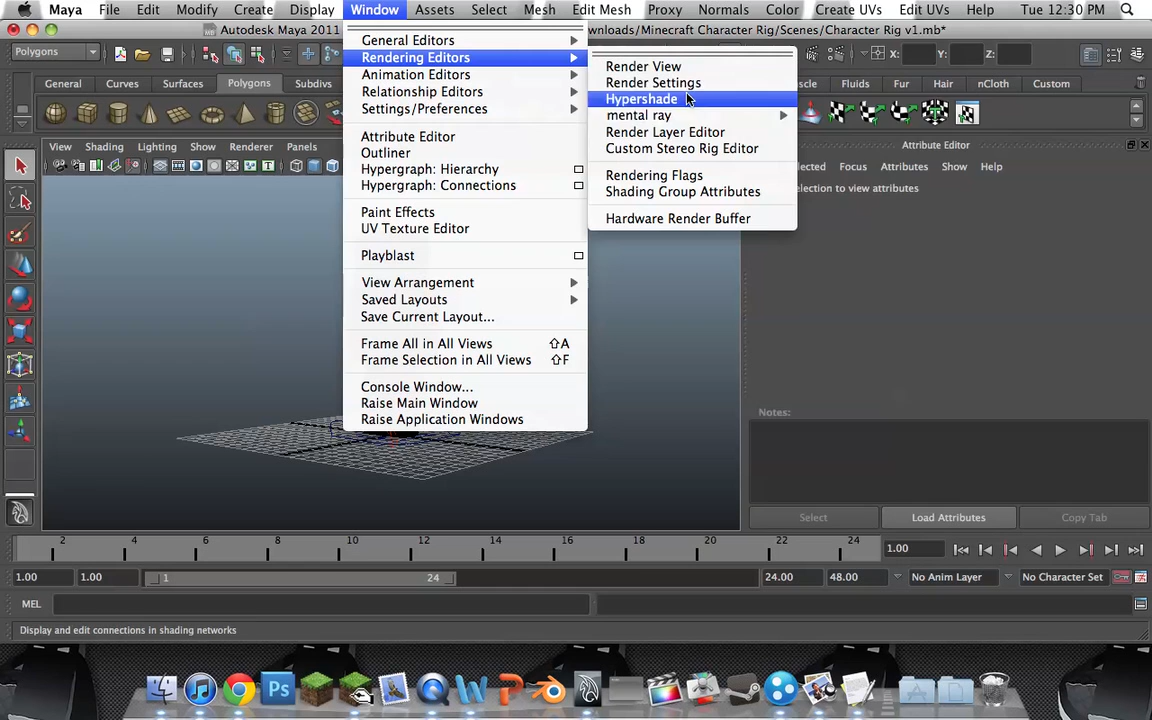 Maya File Edit Modify Create Display Window Assets Select Mesh Edit Mesh Proxy Normals Color Create UVs Edit UVs Help Tue 12:30 PM
Autodesk Maya 2011
wnloads/Minecraft Character Rig/Scenes/Character Rig v1.mb*
Polygons
X: Y: Z:
General Curves Surfaces Polygons Subdivs
scle Fluids Fur Hair nCloth Custom
View Shading Lighting Show Renderer Panels
General Editors
Rendering Editors
Animation Editors
Relationship Editors
Settings/Preferences
Attribute Editor
Outliner
Hypergraph: Hierarchy
Hypergraph: Connections
Paint Effects
UV Texture Editor
Playblast
View Arrangement
Saved Layouts
Save Current Layout...
Frame All in All Views ⇧A
Frame Selection in All Views ⇧F
Console Window...
Raise Main Window
Raise Application Windows
Render View
Render Settings
Hypershade
mental ray
Render Layer Editor
Custom Stereo Rig Editor
Rendering Flags
Shading Group Attributes
Hardware Render Buffer
Attribute Editor
lected Focus Attributes Show Help
election to view attributes
Notes:
Select Load Attributes Copy Tab
2 4 6 8 10 12 14 16 18 20 22 24 1.00
1.00 1.00 1 24 24.00 48.00 No Anim Layer No Character Set
MEL
Display and edit connections in shading networks
Ps